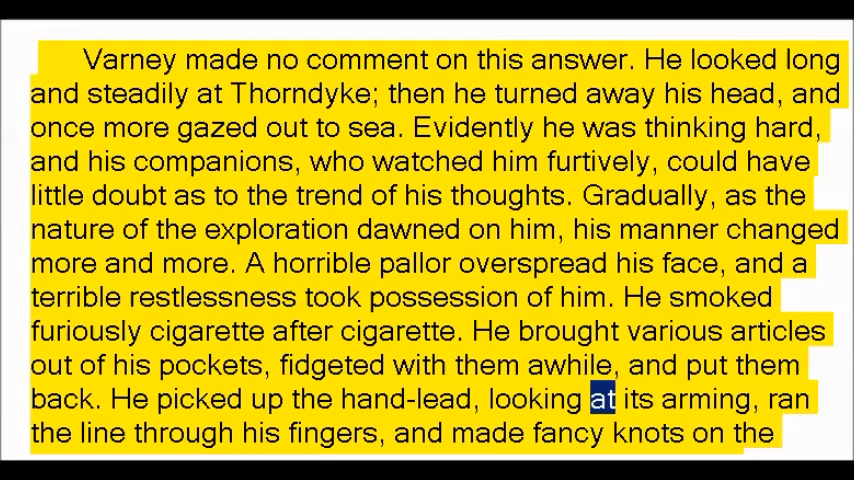 Varney made no comment on this answer. He looked long
and steadily at Thorndyke; then he turned away his head, and
once more gazed out to sea. Evidently he was thinking hard,
and his companions, who watched him furtively, could have
little doubt as to the trend of his thoughts. Gradually, as the
nature of the exploration dawned on him, his manner changed
more and more. A horrible pallor overspread his face, and a
terrible restlessness took possession of him. He smoked
furiously cigarette after cigarette. He brought various articles
out of his pockets, fidgeted with them awhile, and put them
back. He picked up the hand-lead, looking at its arming, ran
the line through his fingers, and made fancy knots on the